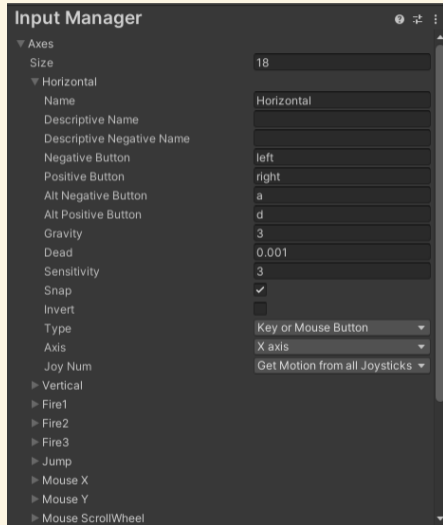 Input Manager
Axes
Size 18
Horizontal
Name Horizontal
Descriptive Name
Descriptive Negative Name
Negative Button left
Positive Button right
Alt Negative Button a
Alt Positive Button d
Gravity 3
Dead 0.001
Sensitivity 3
Snap
Invert
Type Key or Mouse Button
Axis X axis
Joy Num Get Motion from all Joysticks
Vertical
Fire1
Fire2
Fire3
Jump
Mouse X
Mouse Y
Mouse ScrollWheel